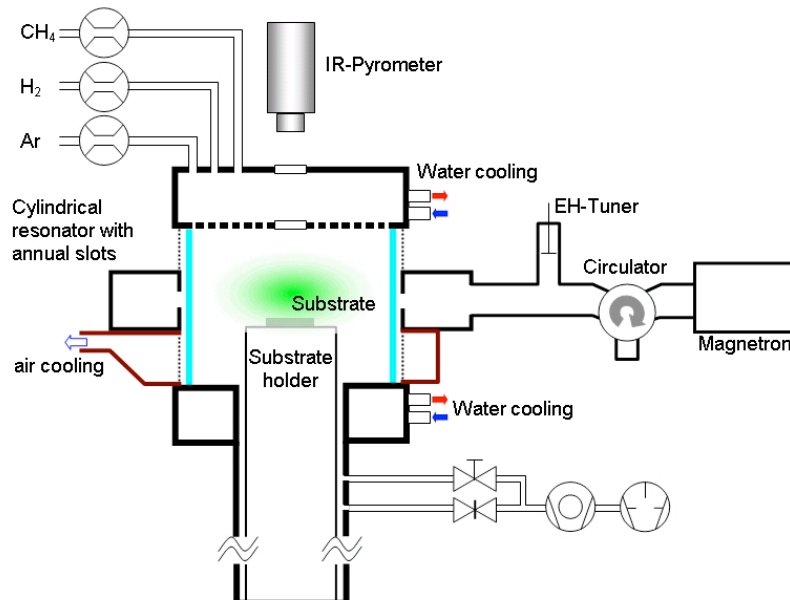 CH4
H2
Ar
IR-Pyrometer
Water cooling
EH-Tuner
Cylindrical
resonator with
annual slots
Circulator
Substrate
Magnetron
air cooling
Substrate
holder
Water cooling